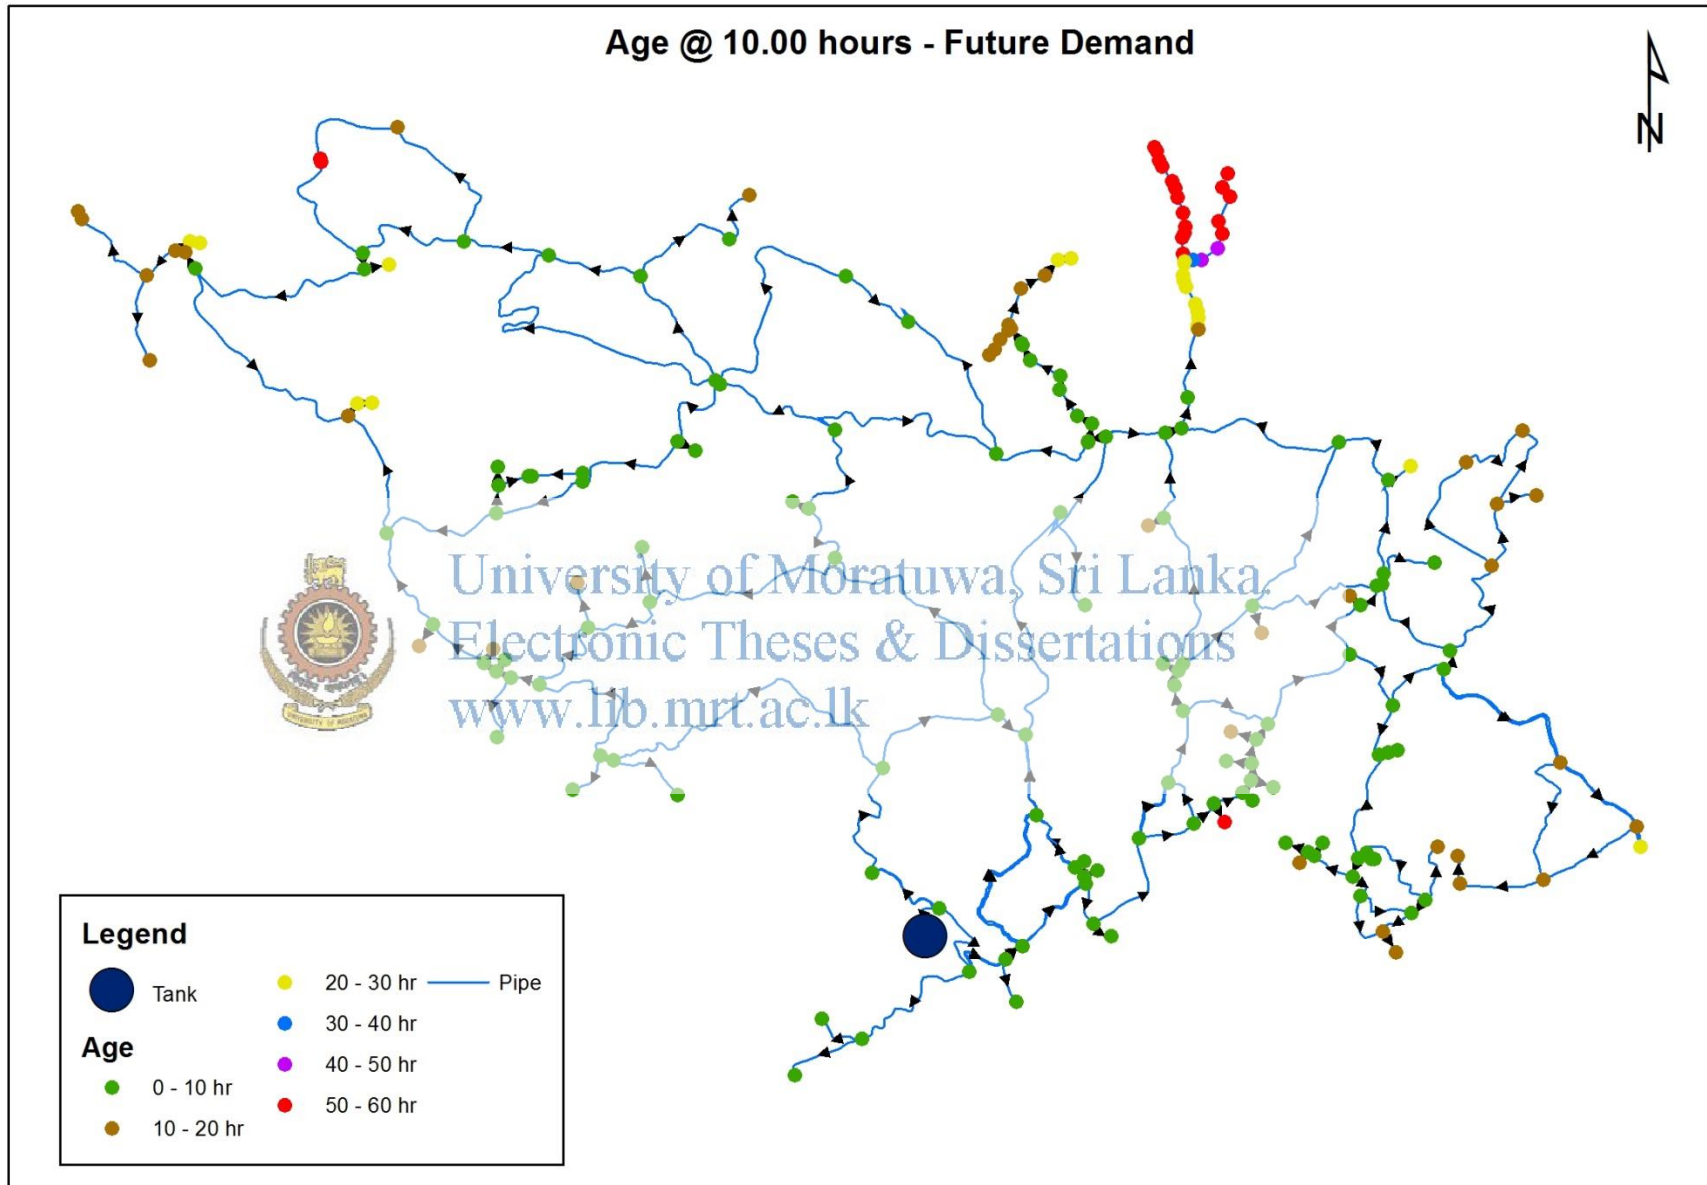 Age @ 10.00 hours - Future Demand
N
University of Moratuwa, Sri Lanka.
Electronic Theses & Dissertations
www.lib.mrt.ac.lk
Legend
Tank
Age
0 - 10 hr
10 - 20 hr
20 - 30 hr
30 - 40 hr
40 - 50 hr
50 - 60 hr
Pipe